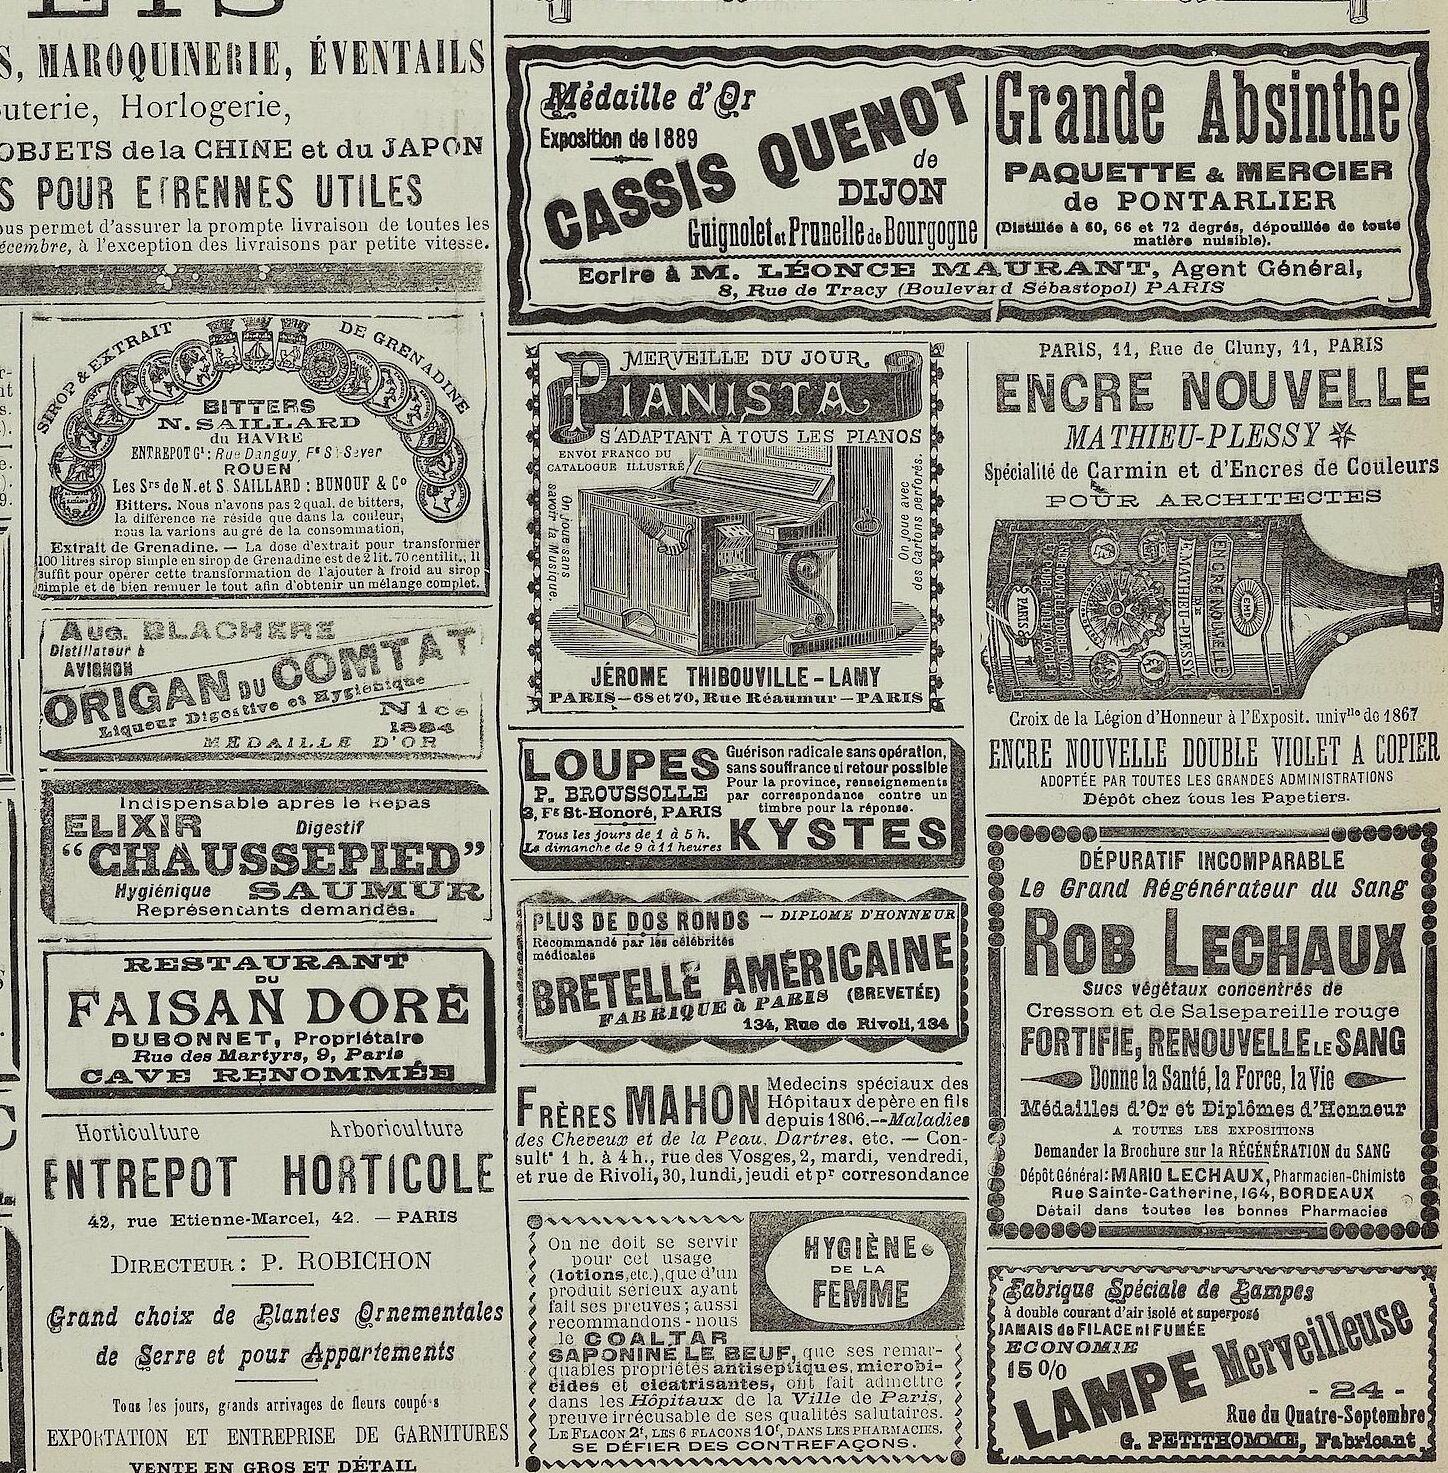 MAROQUINERIE, ÉVENTAILS
Horlogerie,
OBJETS de la CHINE et du JAPON
POUR ETRENNES UTILES
permet d'assurer la prompte livraison de toutes les
à l'exception des livraisons par petite vitesse.
SIROP & EXTRAIT DE GRENADINE
BITTERS
N. SAILLARD
du HAVRE
ENTREPOT Gl: Rue Danguy, Fg St-Sever
ROUEN
Les Srs de N. et S. SAILLARD : BUNOUF & Co
Bitters. Nous n'avons pas 2 qual. de bitters,
la différence ne réside que dans la couleur,
nous la varions au gré de la consommation,
Extrait de Grenadine. — La dose d'extrait pour transformer
100 litres sirop simple en sirop de Grenadine est de 2 lit. 70 centilit., il
suffit pour opérer cette transformation de l'ajouter à froid au sirop
simple et de bien remuer le tout afin d'obtenir un mélange complet.
Aug. BLACHERE
Distillateur à
AVIGNON
ORIGAN DU COMTAT
Liqueur Digestive et Hygiénique
Nice
1884
MÉDAILLE D'OR
Indispensable après le Repas
ELIXIR Digestif
"CHAUSSEPIED"
Hygiénique SAUMUR
Représentants demandés.
RESTAURANT
DU
FAISAN DORÉ
DUBONNET, Propriétaire
Rue des Martyrs, 9, Paris
CAVE RENOMMÉE
Horticulture Arboriculture
ENTREPOT HORTICOLE
42, rue Etienne-Marcel, 42. — PARIS
DIRECTEUR : P. ROBICHON
Grand choix de Plantes Ornementales
de Serre et pour Appartements
Tous les jours, grands arrivages de fleurs coupées
EXPORTATION ET ENTREPRISE DE GARNITURES
VENTE EN GROS ET DÉTAIL
Médaille d'Or
Exposition de 1889
CASSIS QUENOT
de
DIJON
Guignolet et Prunelle de Bourgogne
Grande Absinthe
PAQUETTE & MERCIER
de PONTARLIER
(Distillée à 60, 66 et 72 degrés, dépouillée de toute
matière nuisible).
Ecrire à M. LÉONCE MAURANT, Agent Général,
8, Rue de Tracy (Boulevard Sébastopol) PARIS
MERVEILLE DU JOUR
PIANISTA
S'ADAPTANT À TOUS LES PIANOS
ENVOI FRANCO DU
CATALOGUE ILLUSTRÉ
On joue sans
savoir la Musique.
On joue avec
des Cartons perforés.
JÉROME THIBOUVILLE-LAMY
PARIS—68 et 70, Rue Réaumur—PARIS
LOUPES
P. BROUSSOLLE
3, Fg St-Honoré, PARIS
Tous les jours de 1 à 5 h.
Le dimanche de 9 à 11 heures
Guérison radicale sans opération,
sans souffrance ni retour possible
Pour la province, renseignements
par correspondance contre un
timbre pour la réponse.
KYSTES
PLUS DE DOS RONDS — DIPLOME D'HONNEUR
Recommandé par les célébrités
médicales
BRETELLE AMÉRICAINE
FABRIQUE à PARIS (BREVETÉE)
134, Rue de Rivoli, 134
FRÈRES MAHON Medecins spéciaux des
Hôpitaux de père en fils
depuis 1806.--Maladies
des Cheveux et de la Peau. Dartres, etc. — Con-
sultt 1 h. à 4 h., rue des Vosges, 2, mardi, vendredi,
et rue de Rivoli, 30, lundi, jeudi et pr corresondance
On ne doit se servir
pour cet usage
(lotions, etc.), que d'un
produit sérieux ayant
fait ses preuves ; aussi
recommandons-nous
le COALTAR
HYGIÈNE
DE LA
FEMME
SAPONINÉ LE BEUF, que ses remar-
quables propriétés antiseptiques, microbi-
cides et cicatrisantes, ont fait admettre
dans les Hôpitaux de la Ville de Paris,
preuve irrécusable de ses qualités salutaires.
LE FLACON 2f, LES 6 FLACONS 10f, DANS LES PHARMACIES.
SE DÉFIER DES CONTREFAÇONS.
PARIS, 11, Rue de Cluny, 11, PARIS
ENCRE NOUVELLE
MATHIEU-PLESSY
Spécialité de Carmin et d'Encres de Couleurs
POUR ARCHITECTES
ENCRE NOUVELLE
DE MATHIEU-PLESSY
PARIS
Croix de la Légion d'Honneur à l'Exposit. univlle de 1867
ENCRE NOUVELLE DOUBLE VIOLET A COPIER
ADOPTÉE PAR TOUTES LES GRANDES ADMINISTRATIONS
Dépôt chez tous les Papetiers.
DÉPURATIF INCOMPARABLE
Le Grand Régénérateur du Sang
ROB LECHAUX
Sucs végétaux concentrés de
Cresson et de Salsepareille rouge
FORTIFIE, RENOUVELLE LE SANG
Donne la Santé, la Force, la Vie
Médailles d'Or et Diplômes d'Honneur
A TOUTES LES EXPOSITIONS
Demander la Brochure sur la RÉGÉNÉRATION du SANG
Dépôt Général : MARIO LECHAUX, Pharmacien-Chimiste
Rue Sainte-Catherine, 164, BORDEAUX
Détail dans toutes les bonnes Pharmacies
Fabrique Spéciale de Lampes
à double courant d'air isolé et superposé
JAMAIS de FILAGE ni FUMÉE
ECONOMIE
15 0/0
LAMPE Merveilleuse
- 24 -
Rue du Quatre-Septembre
G. PETITHOMME, Fabricant